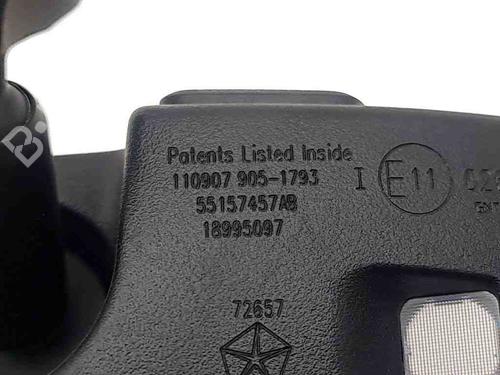 Patents Listed Inside
110907 905-1793
55157457AB
18995097
I E11
72657
B